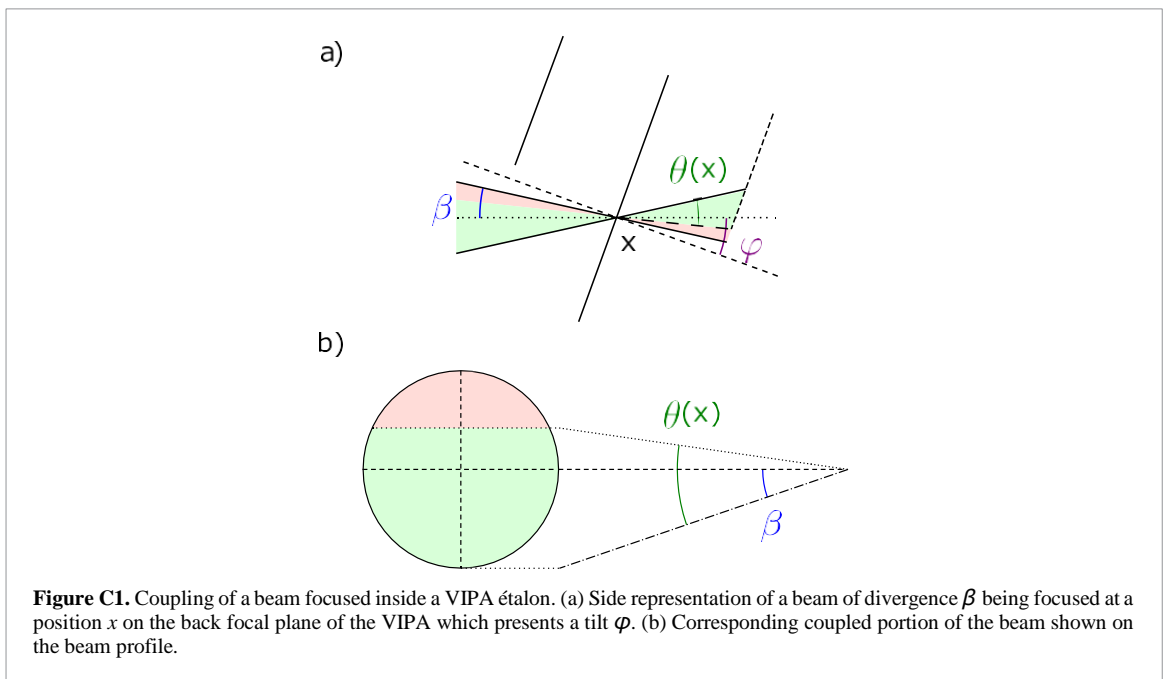 a)
θ(x)
β
x
φ
b)
θ(x)
β
Figure C1. Coupling of a beam focused inside a VIPA étalon. (a) Side representation of a beam of divergence β being focused at a
position x on the back focal plane of the VIPA which presents a tilt φ. (b) Corresponding coupled portion of the beam shown on
the beam profile.